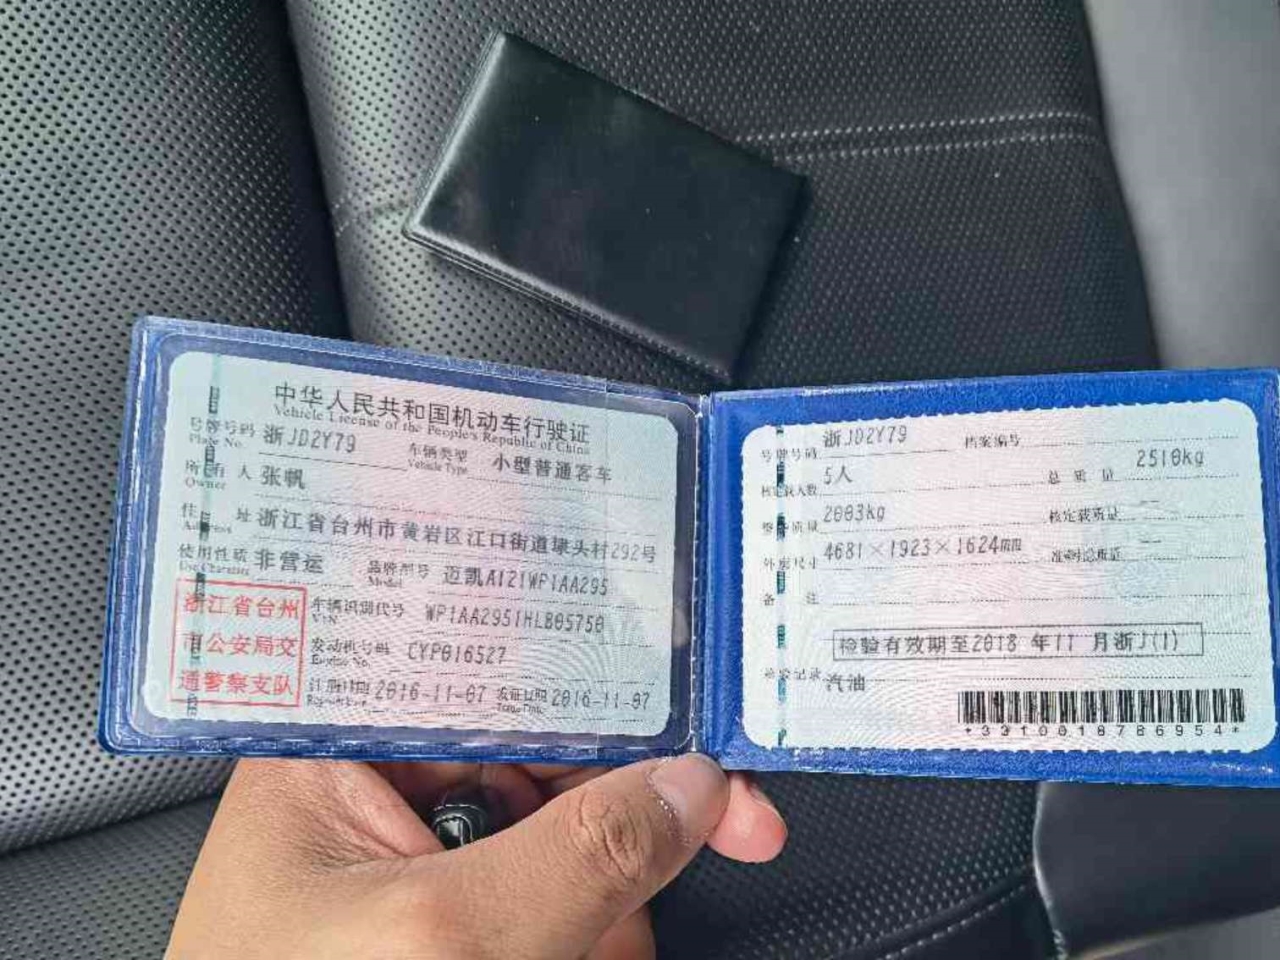 中华人民共和国机动车行驶证
Vehicle License of the People's Republic of China
号牌号码 浙JD2Y79 车辆类型 小型普通客车
Plate No. Vehicle Type
所有人 张帆
Owner
住址 浙江省台州市黄岩区江口街道埭头村292号
Address
使用性质 非营运 品牌型号 迈凯A121WP1AA295
Use Character Model
浙江省台州
市公安局交
通警察支队
车辆识别代号 WP1AA2951HLB05750
VIN
发动机号码 CYP016527
Engine No.
注册日期 2016-11-07 发证日期 2016-11-07
Register Date Issue Date
号牌号码 浙JD2Y79 档案编号
核定载人数 5人 总质量 2510kg
整备质量 2003kg 核定载质量 —
外廓尺寸 4681×1923×1624mm 准牵引总质量 —
备注
检验有效期至2018 年11 月浙J(1)
检验记录
汽油
*3310018786954*